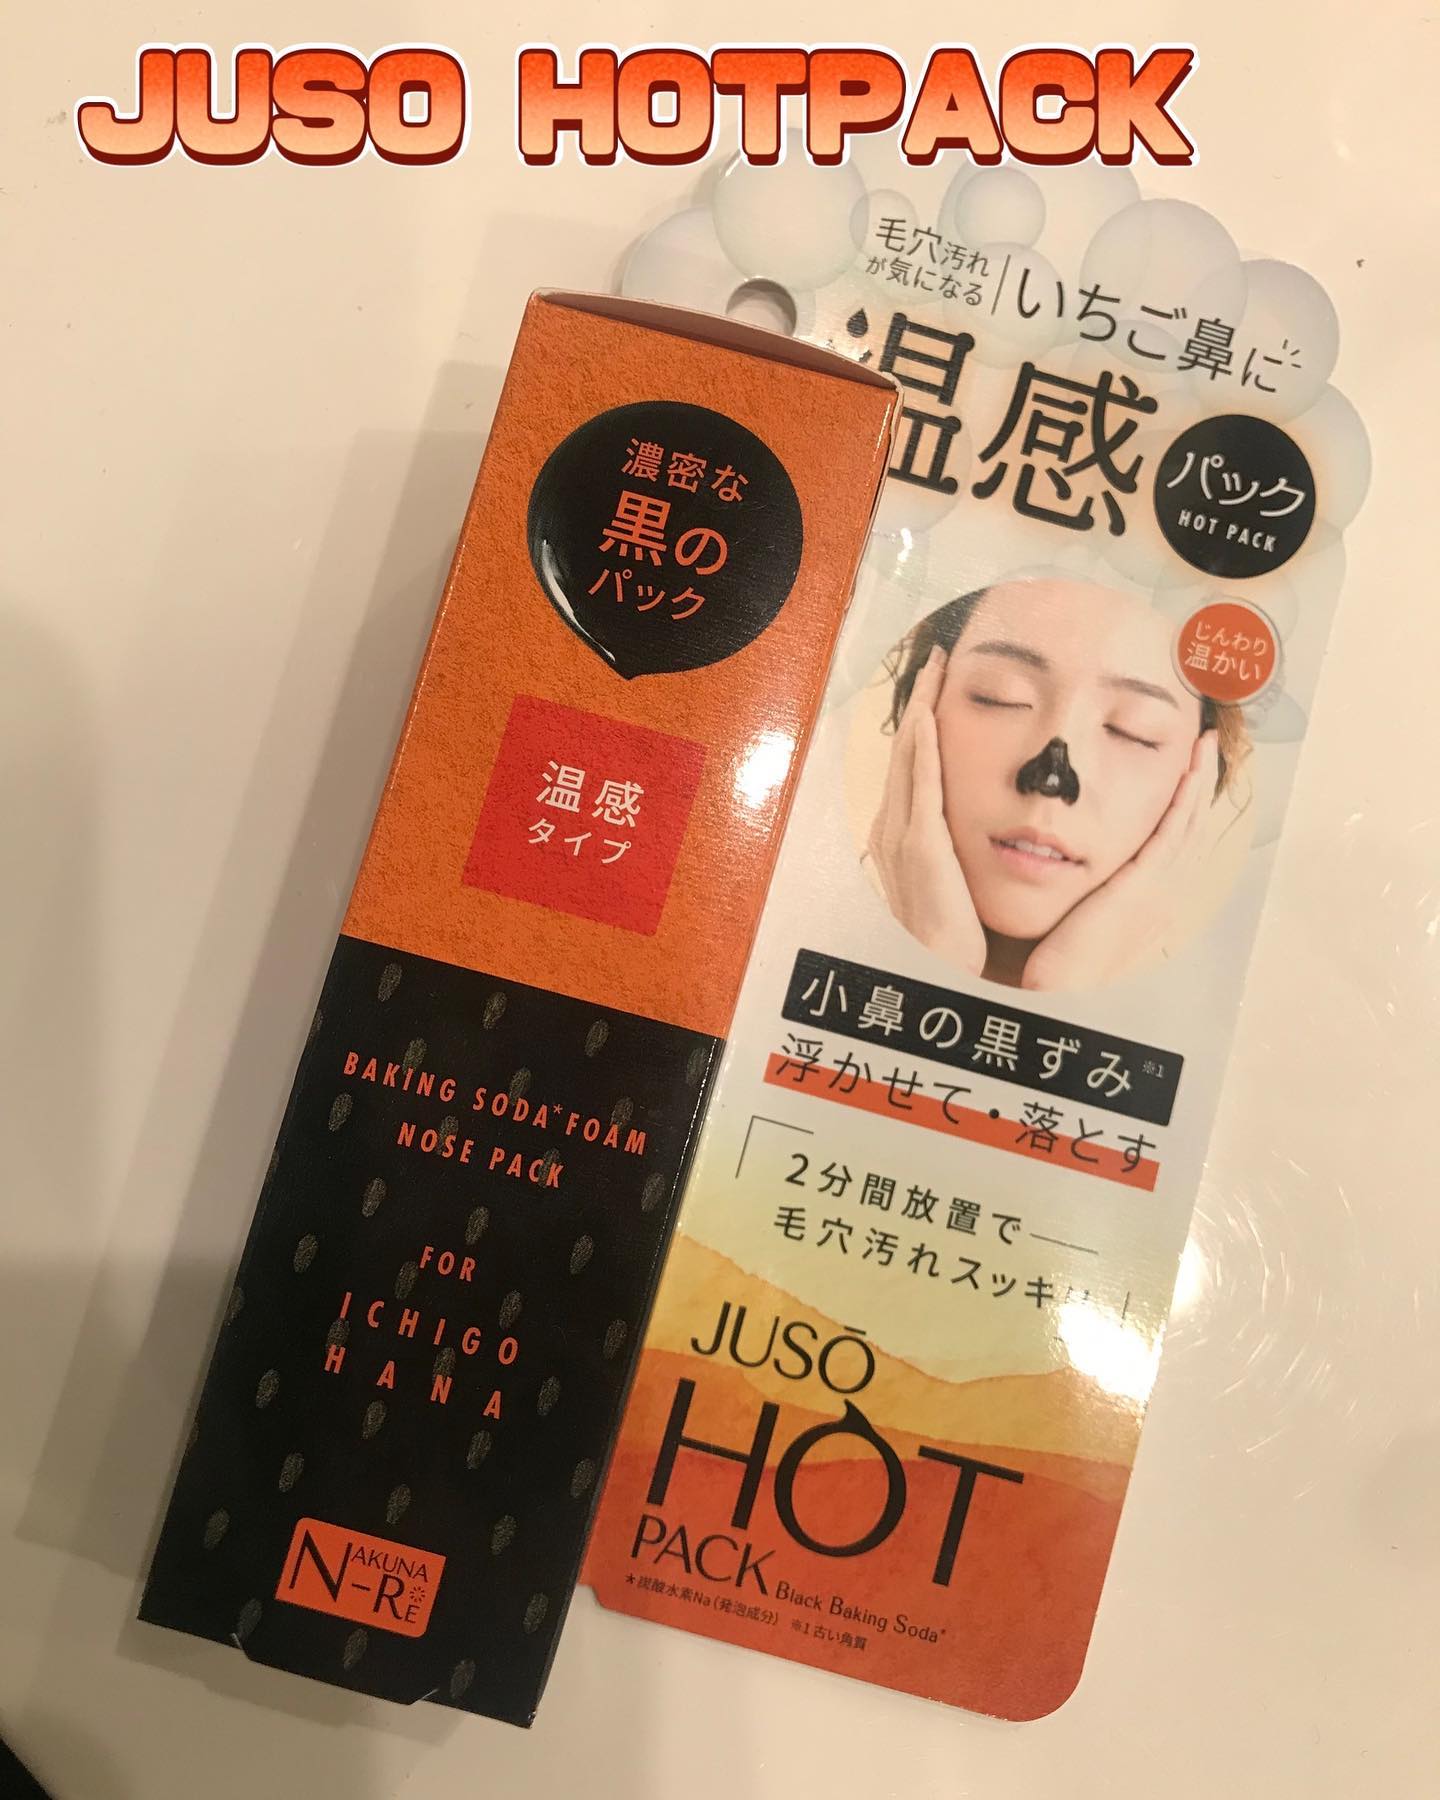 JUSO HOTPACK
毛穴汚れ
が気になる
いちご鼻に
温感
パック
HOT PACK
じんわり
温かい
濃密な
黒の
パック
温感
タイプ
BAKING SODA*FOAM
NOSE PACK
FOR
ICHIGO
HANA
NAKUNA
N-RE
小鼻の黒ずみ※1
浮かせて・落とす
2分間放置で
毛穴汚れスッキリ
JUSŌ
HOT
PACK
Black Baking Soda*
*炭酸水素Na(発泡成分) ※1古い角質